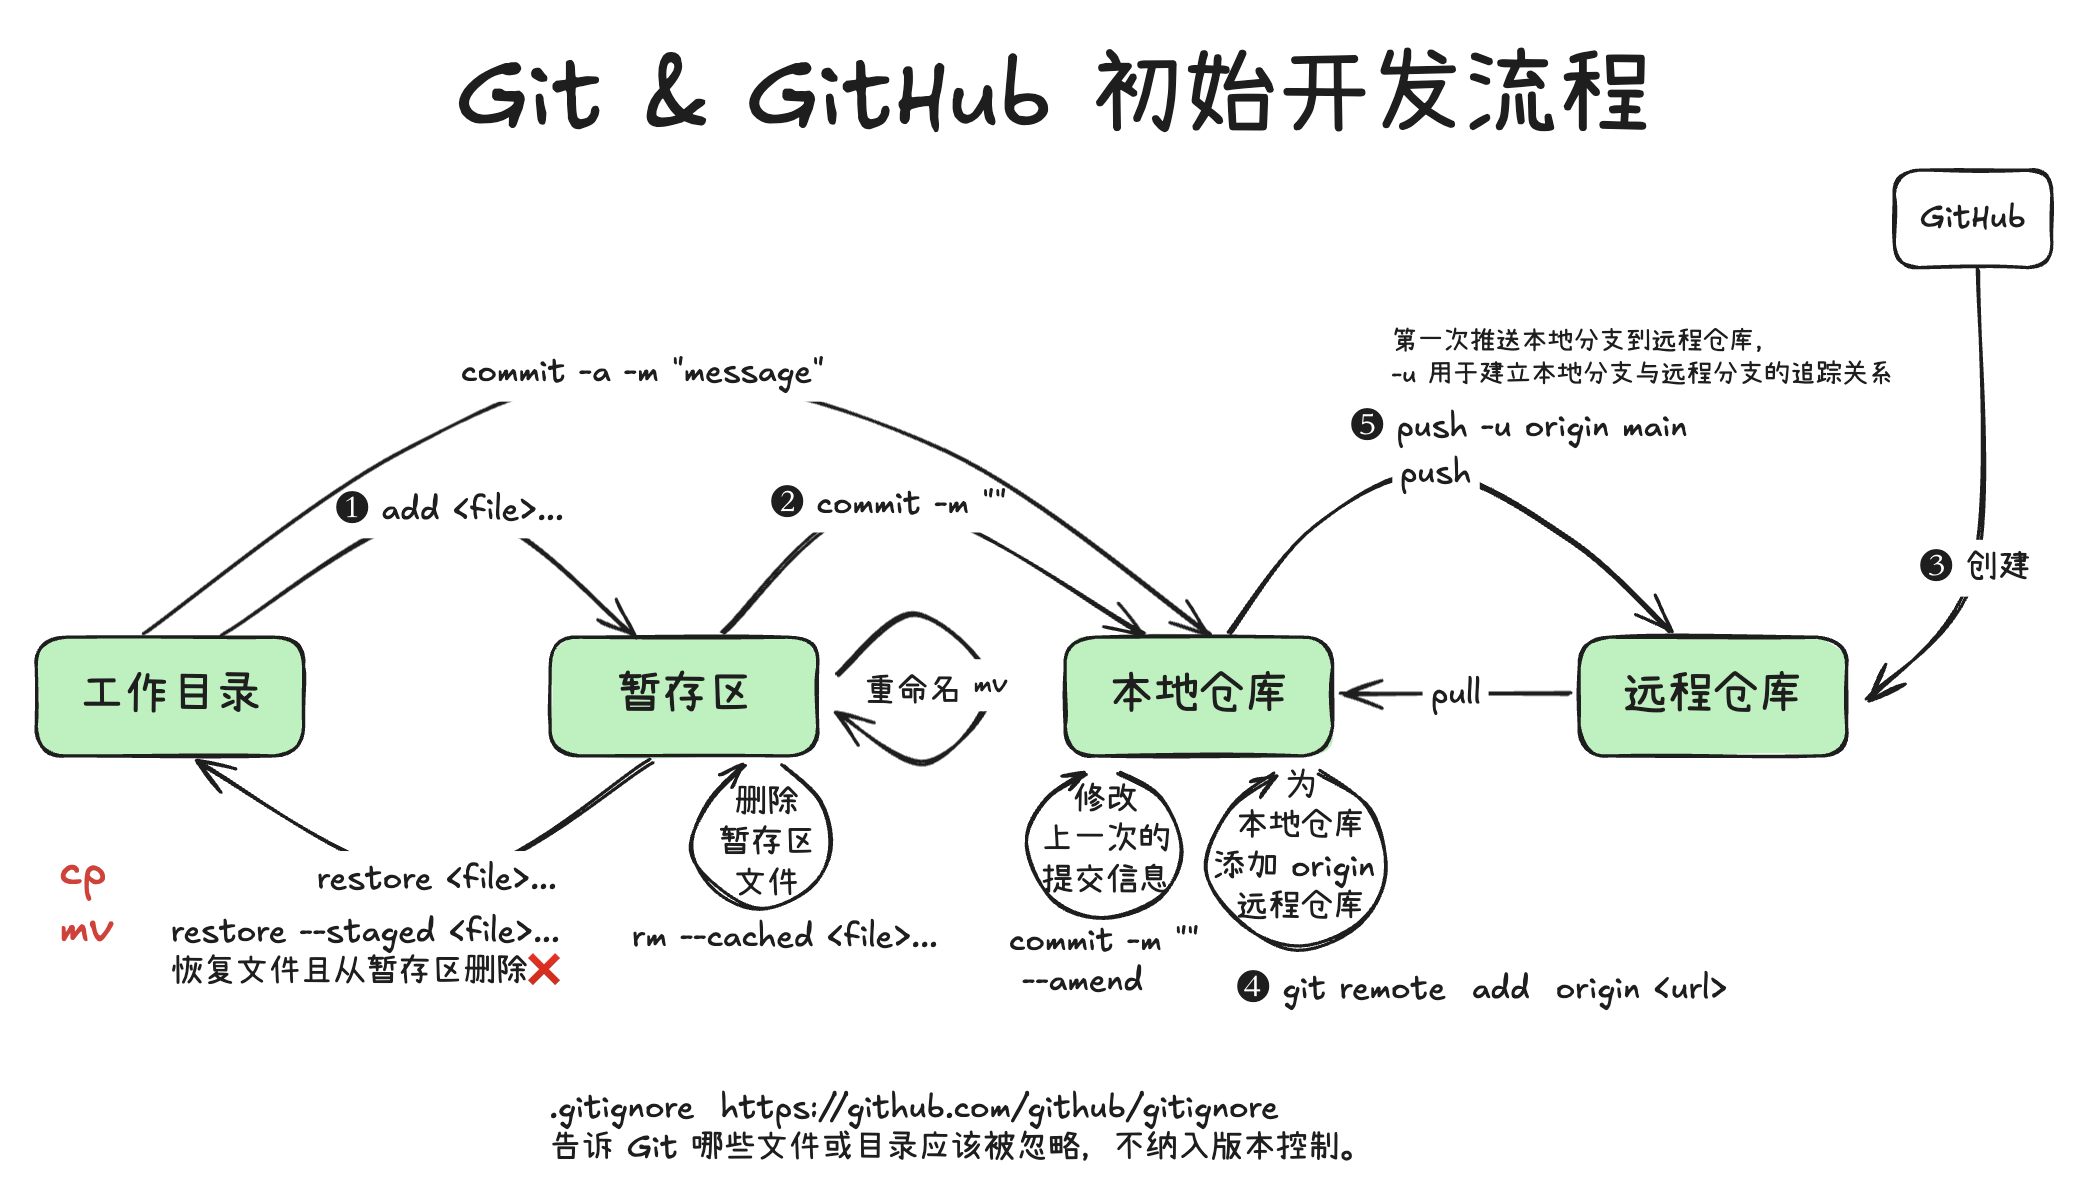 Git & GitHub 初始开发流程
GitHub
第一次推送本地分支到远程仓库,
-u 用于建立本地分支与远程分支的追踪关系
commit -a -m "message"
❺ push -u origin main
push
❶ add <file>...
❷ commit -m ""
❸ 创建
工作目录
暂存区
重命名 mv
本地仓库
pull
远程仓库
删除
暂存区
文件
修改
上一次的
提交信息
为
本地仓库
添加 origin
远程仓库
cp
mv
restore <file>...
restore --staged <file>...
恢复文件且从暂存区删除❌
rm --cached <file>...
commit -m ""
--amend
❹ git remote add origin <url>
.gitignore https://github.com/github/gitignore
告诉 Git 哪些文件或目录应该被忽略, 不纳入版本控制。